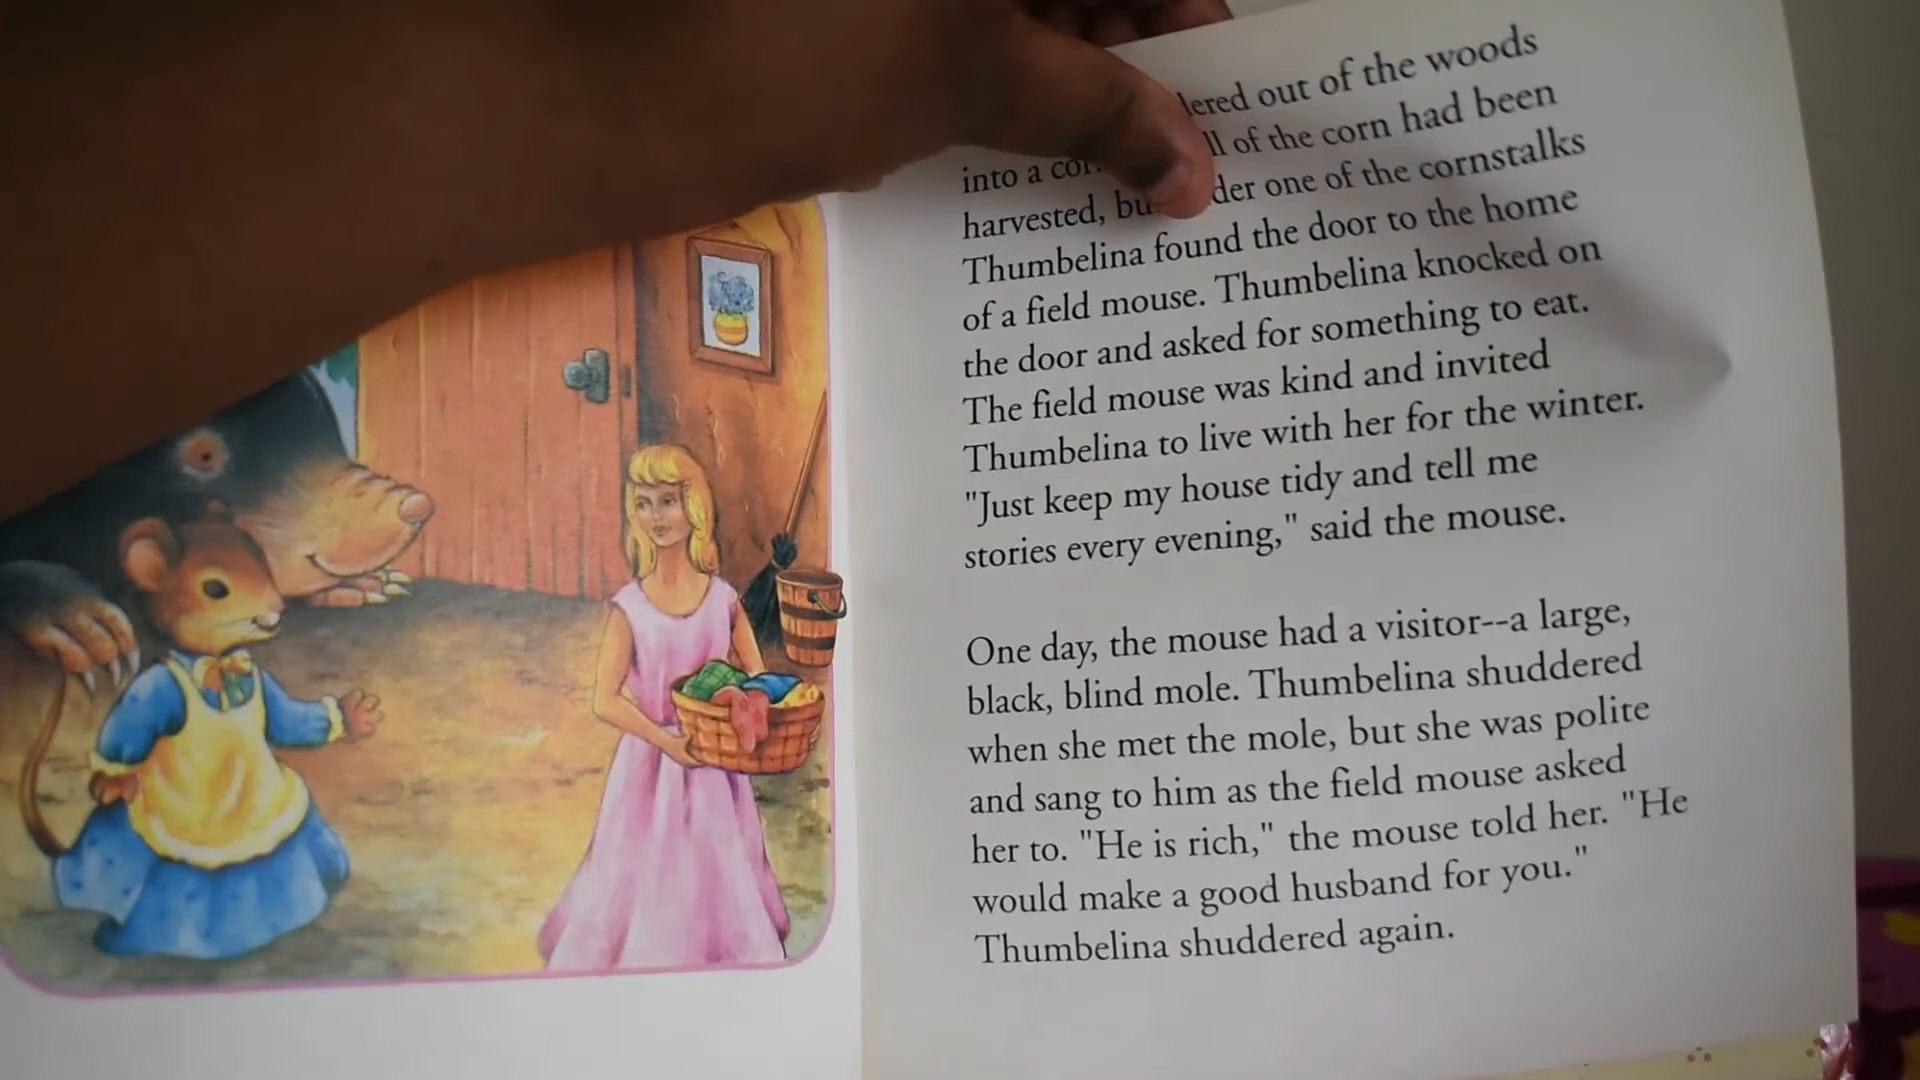 out of the woods
into a of the corn had been
harvested, one of the cornstalks
Thumbelina found the door to the home
of a field mouse. Thumbelina knocked on
the door and asked for something to eat.
The field mouse was kind and invited
Thumbelina to live with her for the winter.
"Just keep my house tidy and tell me
stories every evening," said the mouse.
One day, the mouse had a visitor--a large,
black, blind mole. Thumbelina shuddered
when she met the mole, but she was polite
and sang to him as the field mouse asked
her to. "He is rich," the mouse told her. "He
would make a good husband for you."
Thumbelina shuddered again.